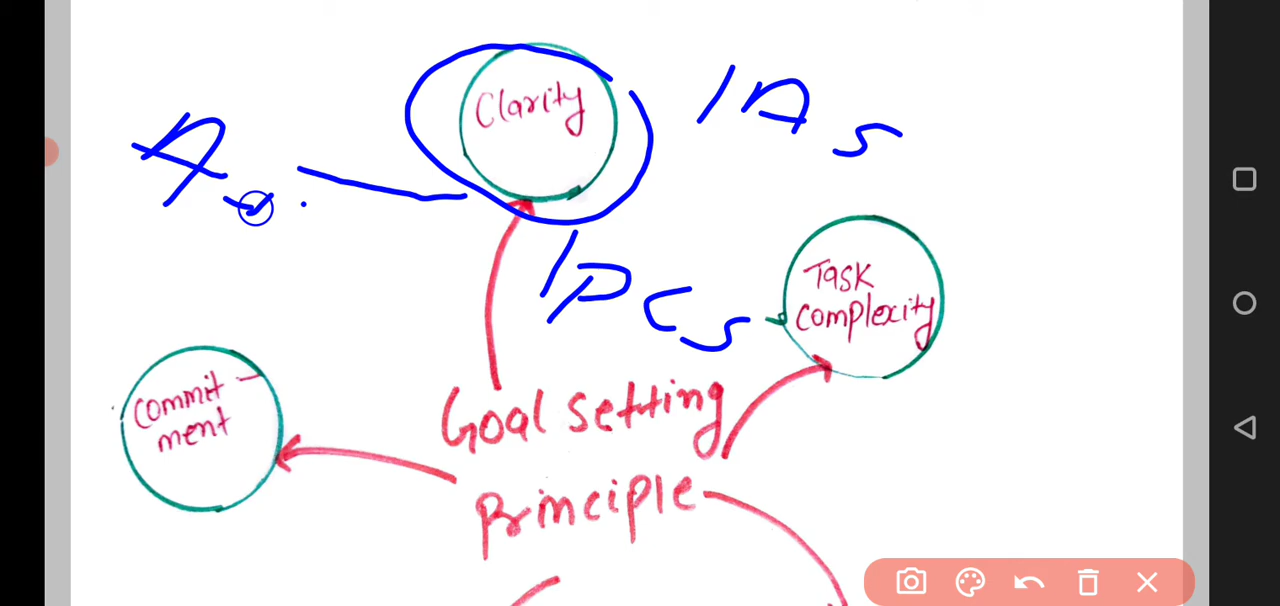 Clarity
IAS
IPCS
Task
complexity
commit-
ment
Goal setting
principle